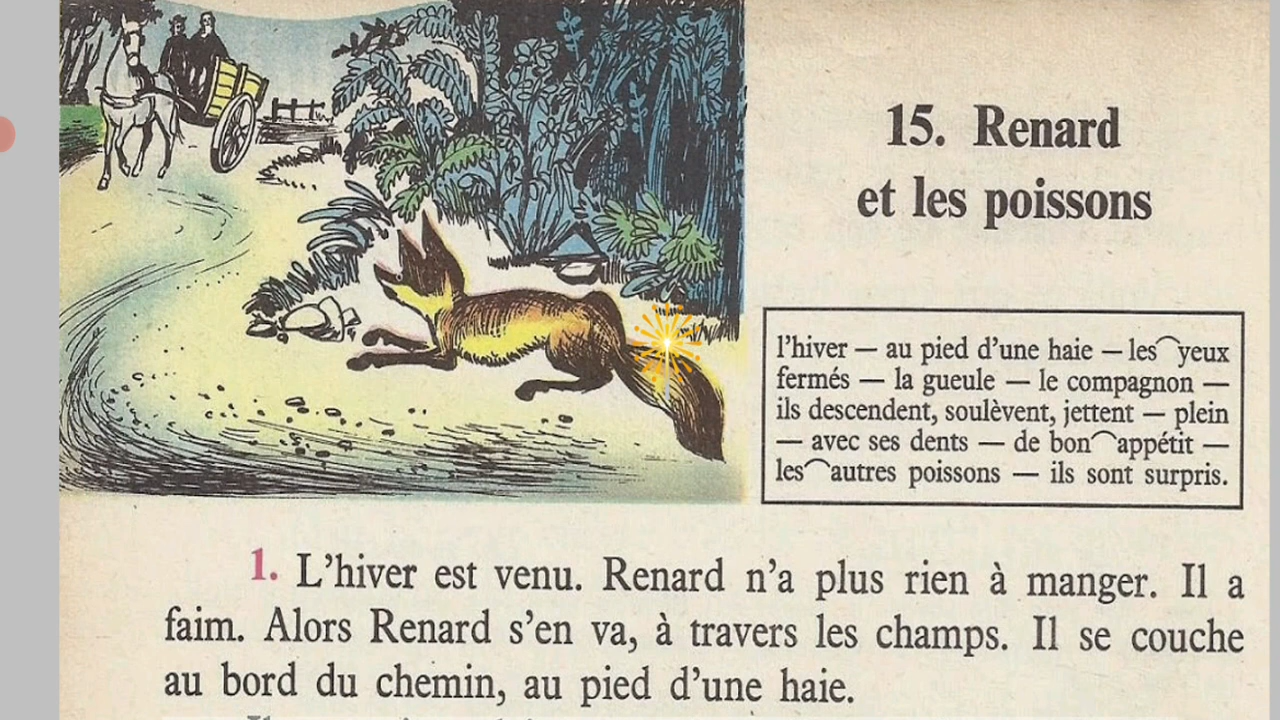 15. Renard
et les poissons
l'hiver — au pied d'une haie — les yeux
fermés — la gueule — le compagnon —
ils descendent, soulèvent, jettent — plein
— avec ses dents — de bon appétit —
les autres poissons — ils sont surpris.
1. L'hiver est venu. Renard n'a plus rien à manger. Il a
faim. Alors Renard s'en va, à travers les champs. Il se couche
au bord du chemin, au pied d'une haie.